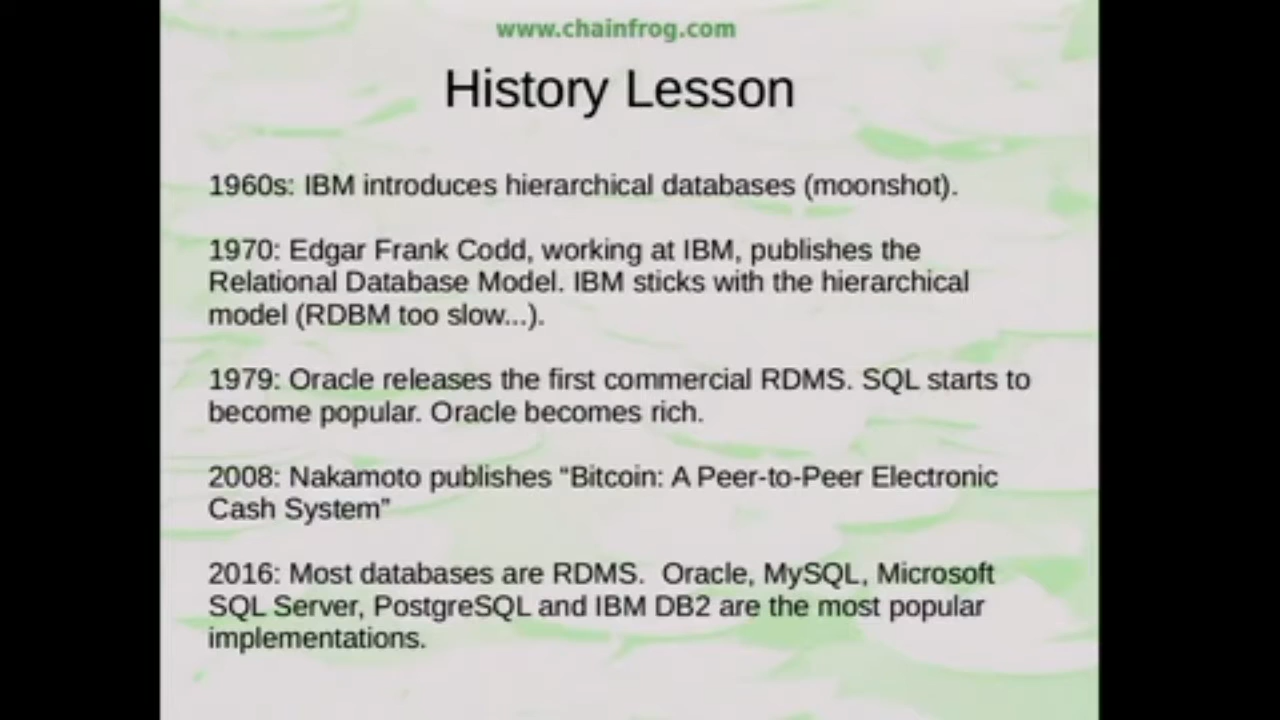 www.chainfrog.com
History Lesson
1960s: IBM introduces hierarchical databases (moonshot).
1970: Edgar Frank Codd, working at IBM, publishes the
Relational Database Model. IBM sticks with the hierarchical
model (RDBM too slow...).
1979: Oracle releases the first commercial RDMS. SQL starts to
become popular. Oracle becomes rich.
2008: Nakamoto publishes “Bitcoin: A Peer-to-Peer Electronic
Cash System”
2016: Most databases are RDMS.  Oracle, MySQL, Microsoft
SQL Server, PostgreSQL and IBM DB2 are the most popular
implementations.